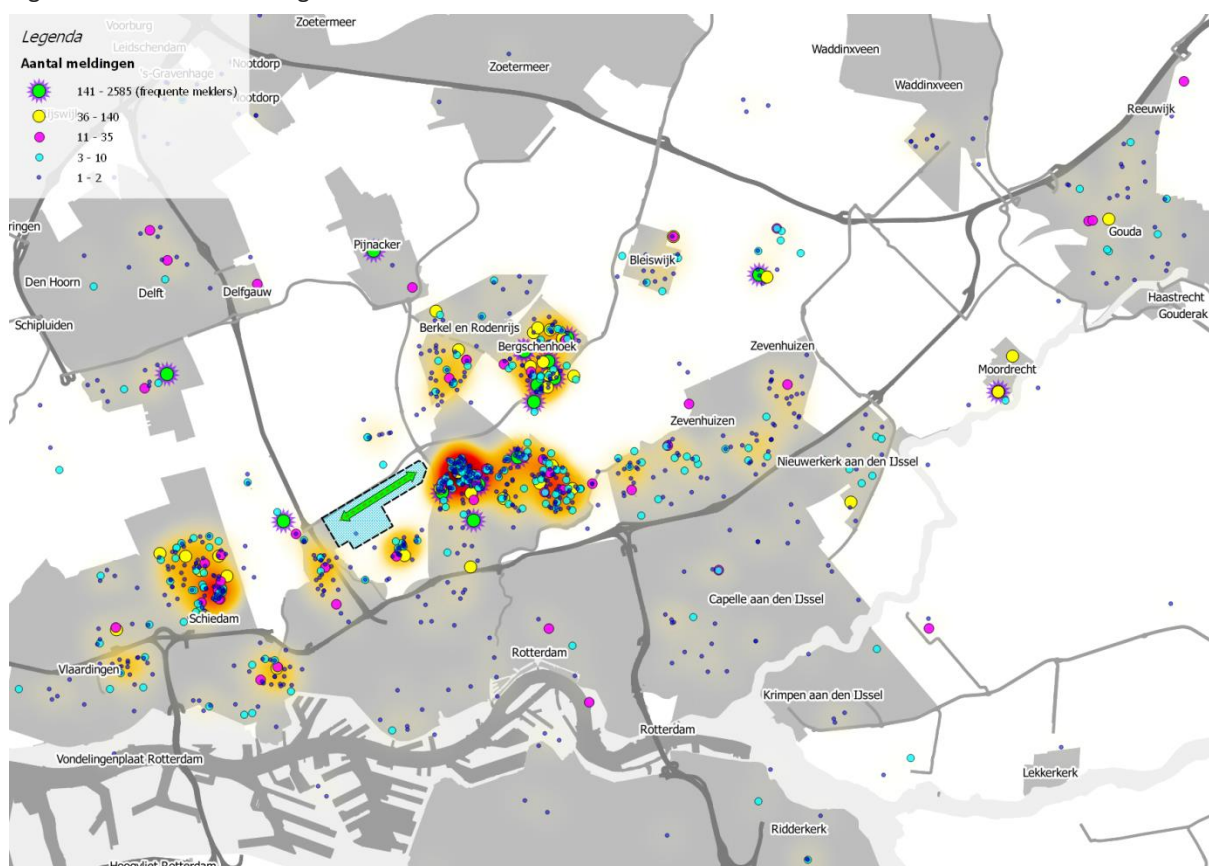 Legenda
Aantal meldingen
141 - 2585 (frequente melders)
36 - 140
11 - 35
3 - 10
1 - 2
Voorburg
Leidschendam
's-Gravenhage
Nootdorp
Nootdorp
Zoetermeer
Zoetermeer
Waddinxveen
Waddinxveen
Reeuwijk
Gouda
Haastrecht
Gouderak
Den Hoorn
Delft
Delfgauw
Schipluiden
Pijnacker
Bleiswijk
Berkel en Rodenrijs
Bergschenhoek
Zevenhuizen
Zevenhuizen
Moordrecht
Nieuwerkerk aan den IJssel
Schiedam
Capelle aan den IJssel
Vlaardingen
Rotterdam
Krimpen aan den IJssel
Rotterdam
Vondelingenplaat Rotterdam
Lekkerkerk
Ridderkerk
Hoogvliet Rotterdam